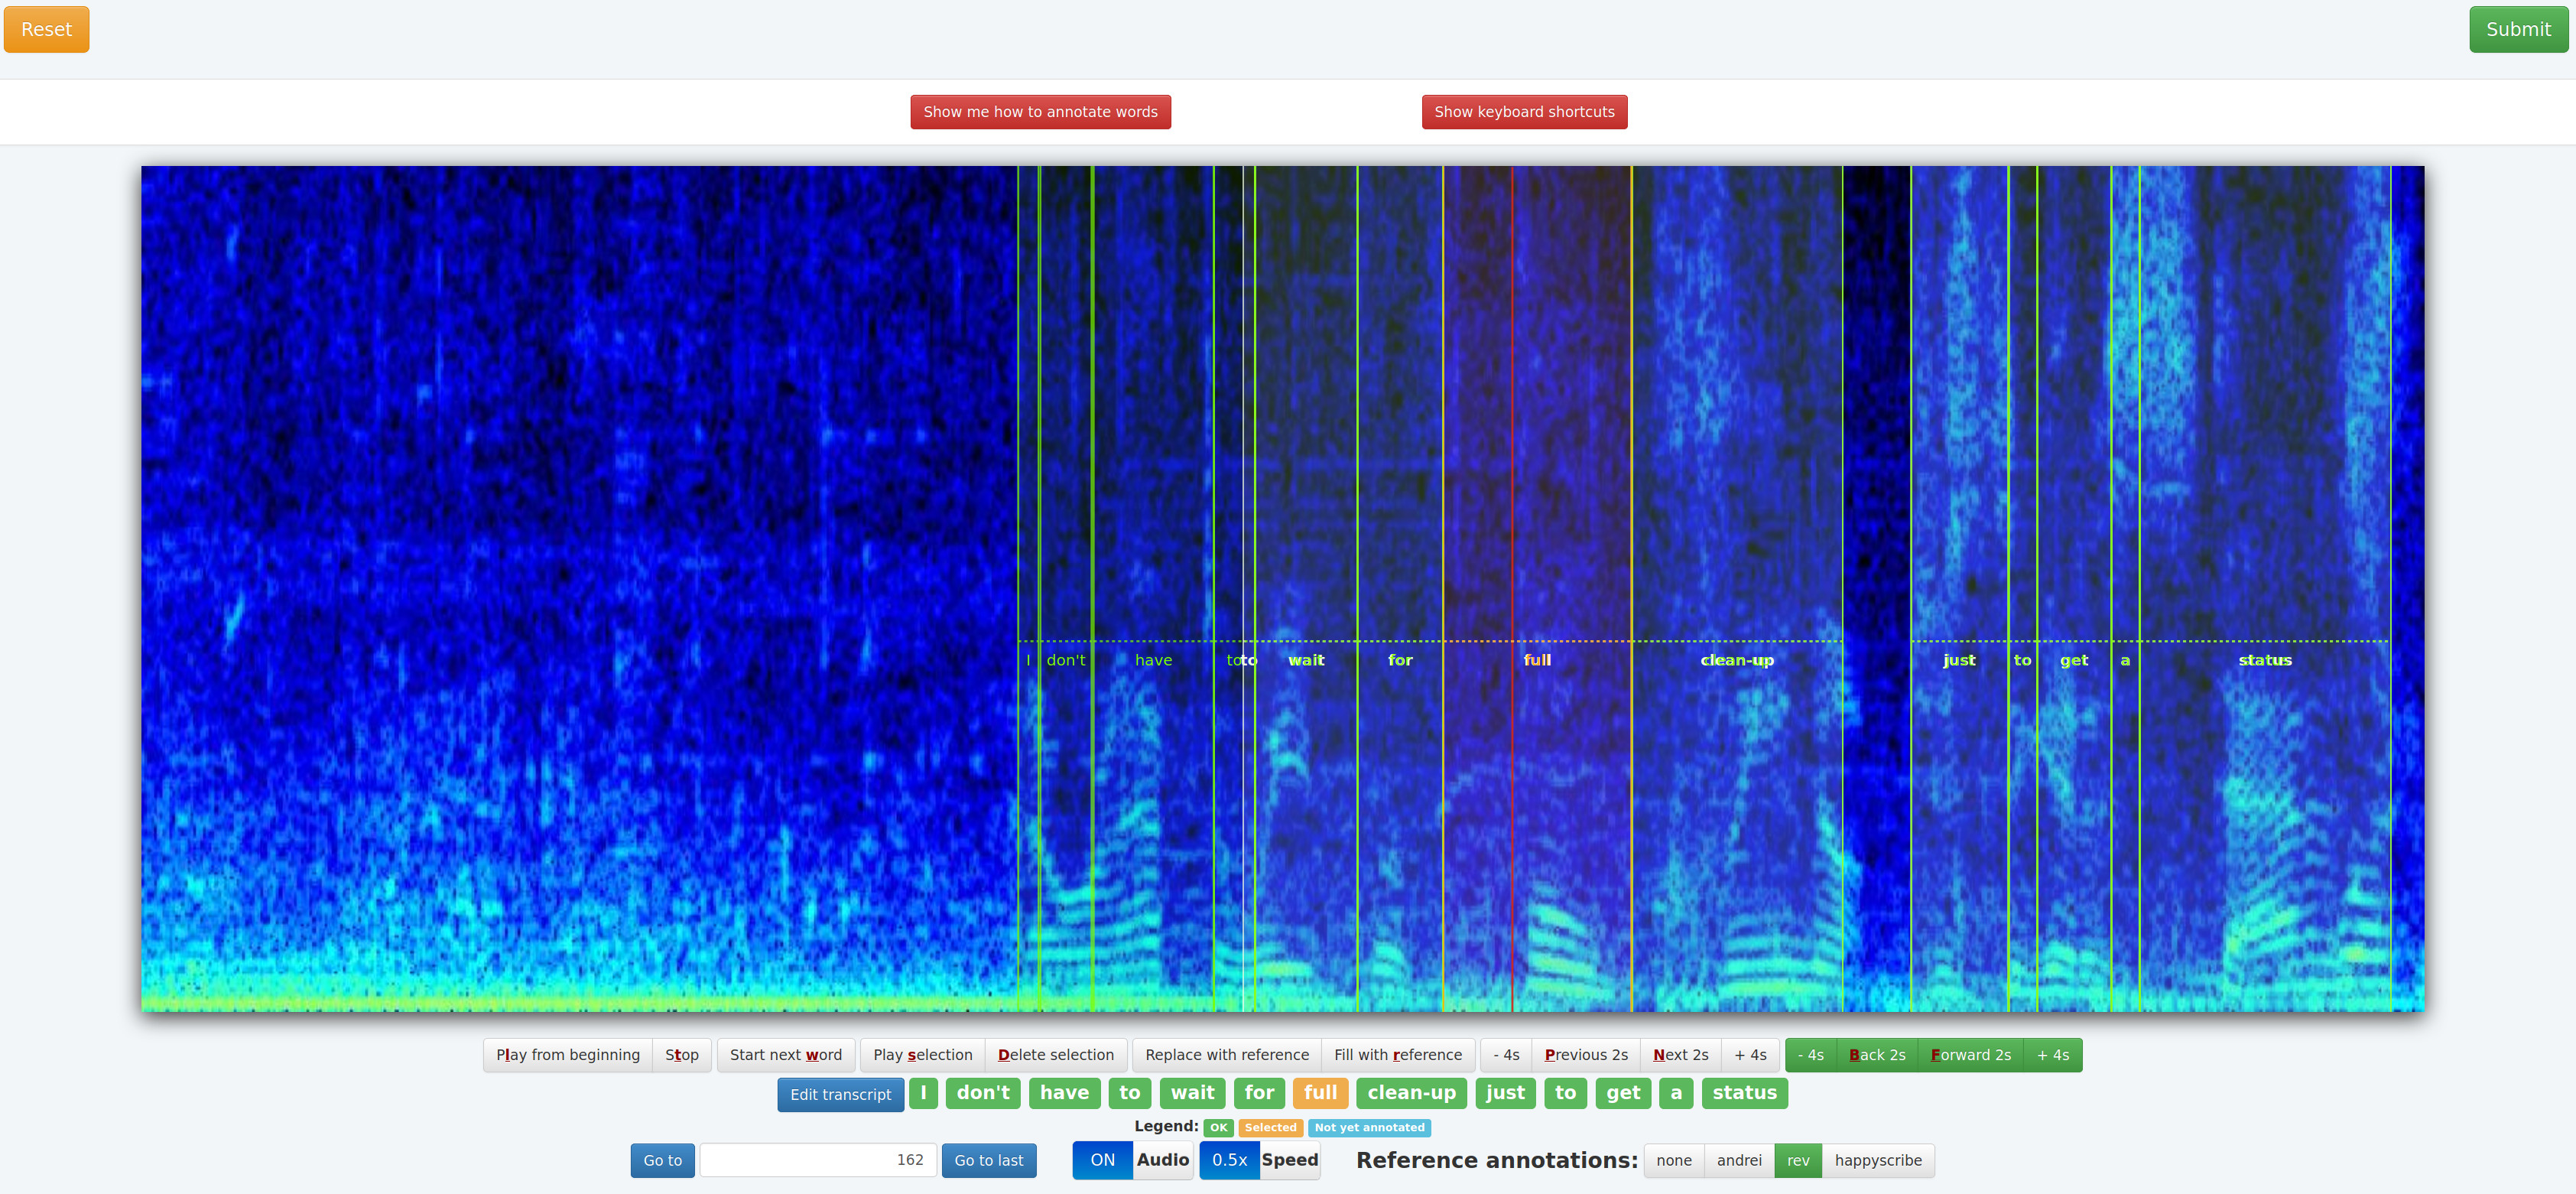 Reset Submit
Show me how to annotate words Show keyboard shortcuts
I don't have to to wait for full clean-up just to get a status
Play from beginning Stop Start next word Play selection Delete selection Replace with reference Fill with reference - 4s Previous 2s Next 2s + 4s - 4s Back 2s Forward 2s + 4s
Edit transcript I don't have to wait for full clean-up just to get a status
Legend: OK Selected Not yet annotated
Go to 162 Go to last ON Audio 0.5x Speed Reference annotations: none andrei rev happyscribe